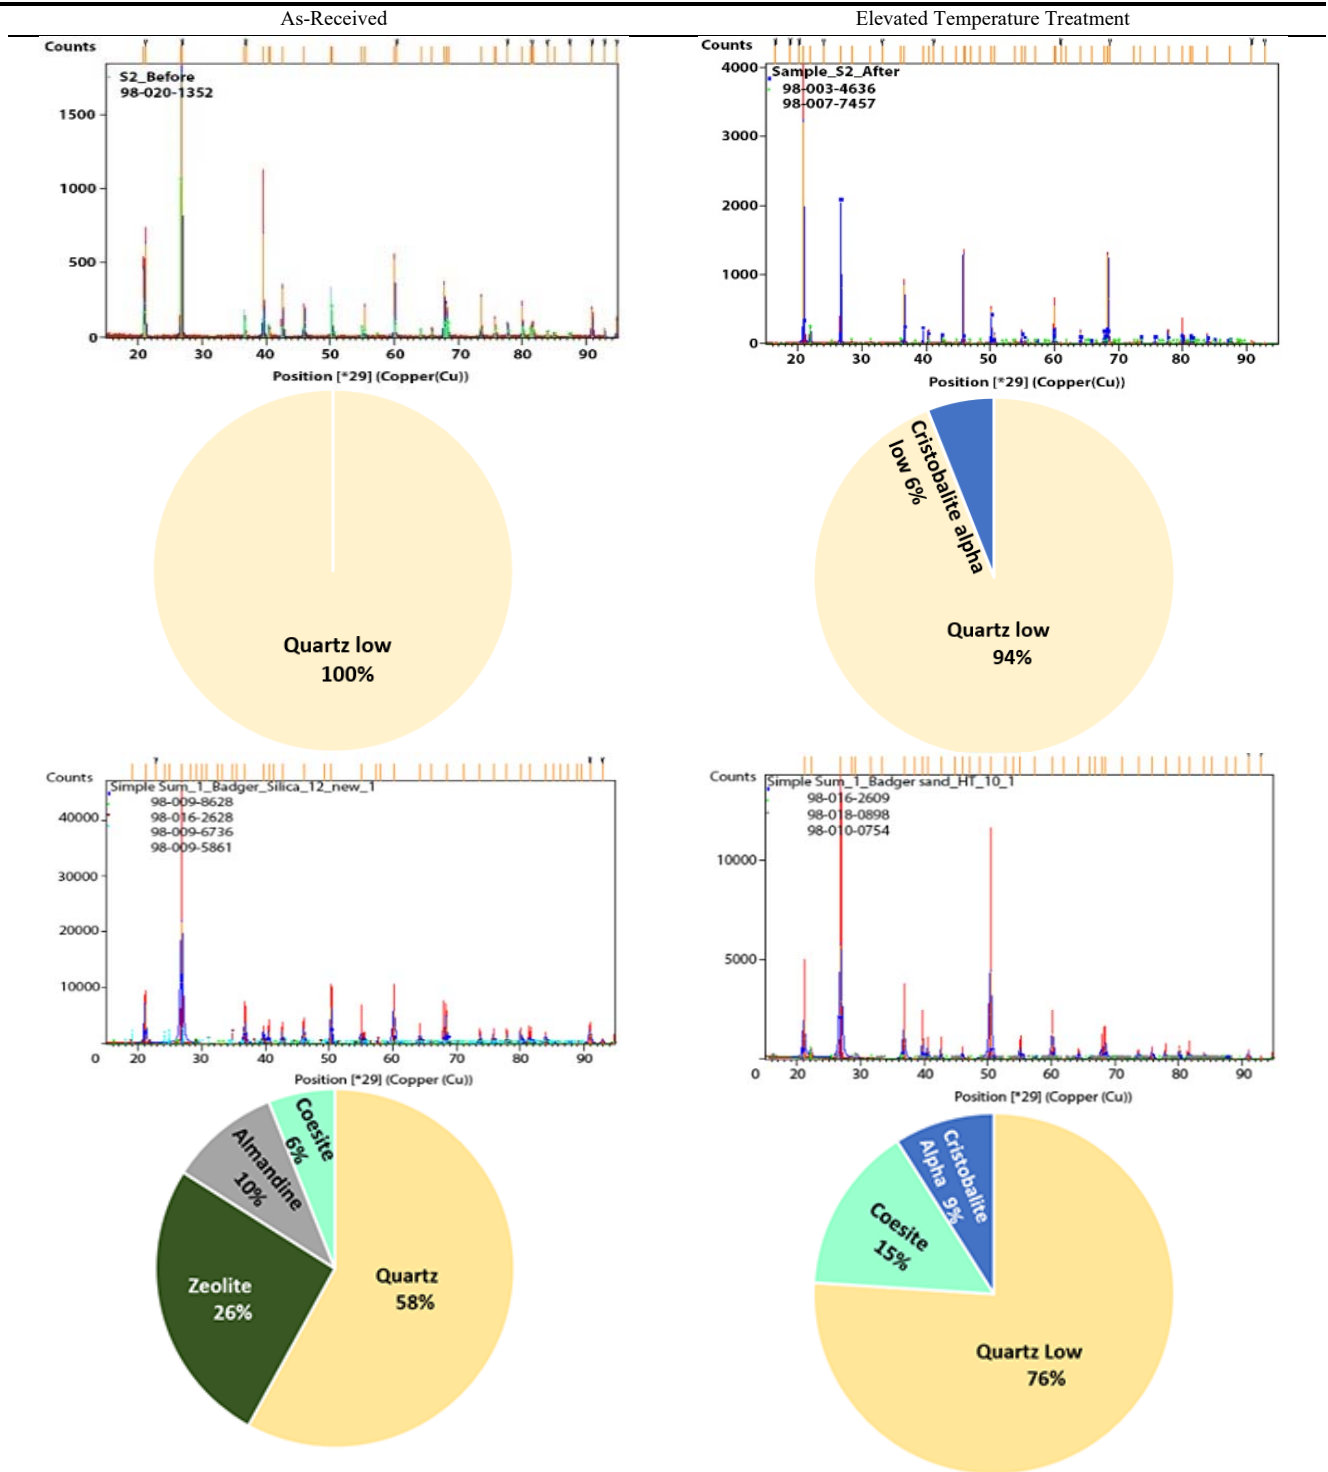 As-Received
Elevated Temperature Treatment
Counts
S2_Before
98-020-1352
1500
1000
500
0
20 30 40 50 60 70 80 90
Position [*29] (Copper(Cu))
Counts
4000
Sample_S2_After
98-003-4636
98-007-7457
3000
2000
1000
0
20 30 40 50 60 70 80 90
Position [*29] (Copper(Cu))
Quartz low
100%
Cristobalite alpha
low 6%
Quartz low
94%
Counts
Simple Sum_1_Badger_Silica_12_new_1
98-009-8628
98-016-2628
98-009-6736
98-009-5861
40000
30000
20000
10000
0 20 30 40 50 60 70 80 90
Position [*29] (Copper (Cu))
Counts
Simple Sum_1_Badger sand_HT_10_1
98-016-2609
98-018-0898
98-010-0754
10000
5000
0 20 30 40 50 60 70 80 90
Position [*29] (Copper (Cu))
Coesite
6%
Almandine
10%
Zeolite
26%
Quartz
58%
Cristobalite
Alpha 9%
Coesite
15%
Quartz Low
76%